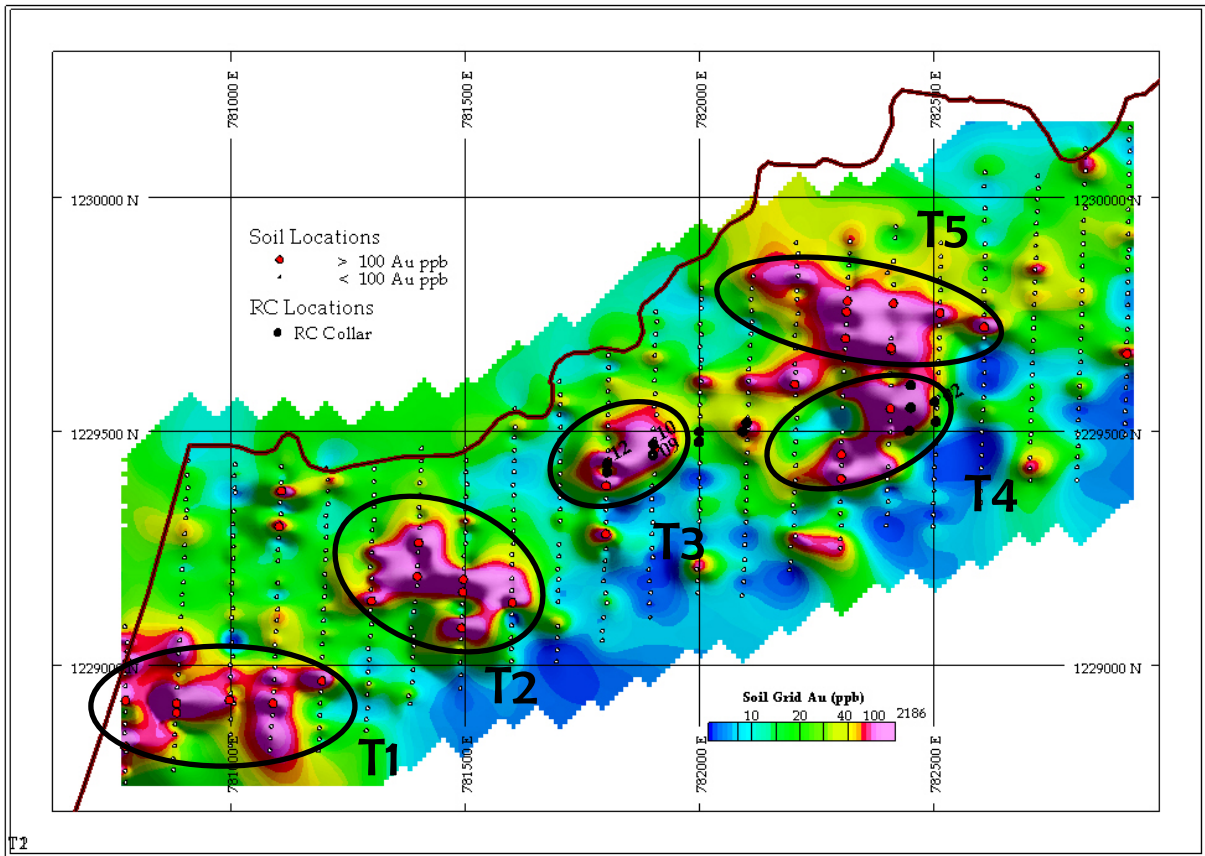 781000 E
781500 E
782000 E
782500 E
1230000 N
1230000 N
Soil Locations
> 100 Au ppb
< 100 Au ppb
RC Locations
RC Collar
T5
02
1229500 N
1229500 N
10
12
09
T4
T3
1229000 N
1229000 N
T2
Soil Grid Au (ppb)
10 20 40 100 2186
T1
781000 E
781500 E
782000 E
782500 E